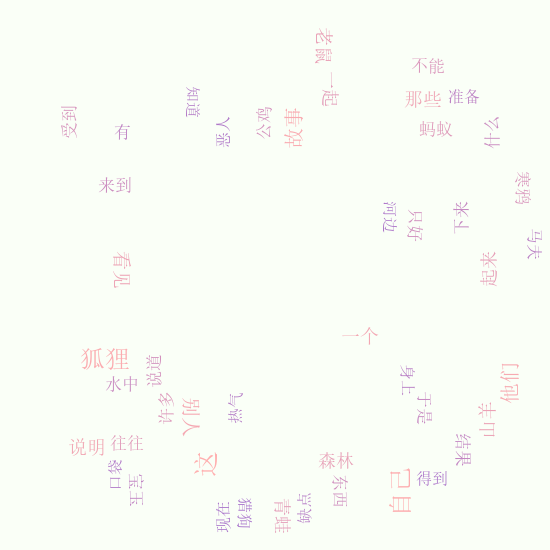 老鼠
一起
不能
那些
准备
蚂蚁
什么
知道
恶人
公鸡
故事
受到
有
来到
寒鸦
河边
只好
下来
马夫
看见
起来
一个
狐狸
说道
水中
身上
他们
许多
别人
热气
于是
山羊
说明
往往
结果
这
森林
口袋
宝玉
东西
自己
得到
现在
猎狗
青蛙
缺点